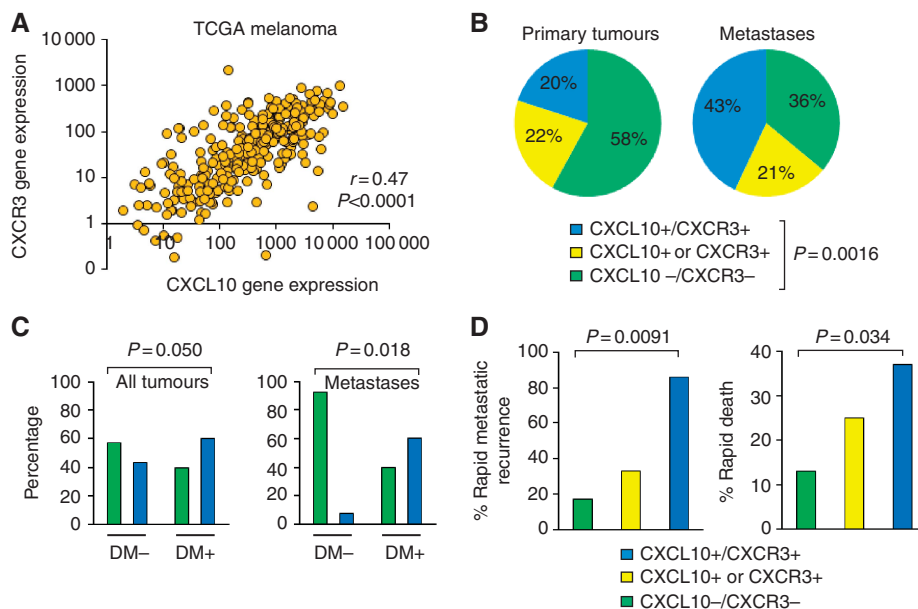 A
TCGA melanoma
CXCR3 gene expression
10 000
1000
100
10
1
0
1
10
100
1000
10 000
100 000
r=0.47
P<0.0001
CXCL10 gene expression
B
Primary tumours
Metastases
20%
22%
58%
43%
36%
21%
CXCL10+/CXCR3+
CXCL10+ or CXCR3+
CXCL10 –/CXCR3–
P=0.0016
C
P=0.050
All tumours
Percentage
100
80
60
40
20
0
DM–
DM+
P=0.018
Metastases
100
80
60
40
20
0
DM–
DM+
D
P=0.0091
% Rapid metastatic
recurrence
100
80
60
40
20
0
P=0.034
% Rapid death
40
30
20
10
0
CXCL10+/CXCR3+
CXCL10+ or CXCR3+
CXCL10–/CXCR3–